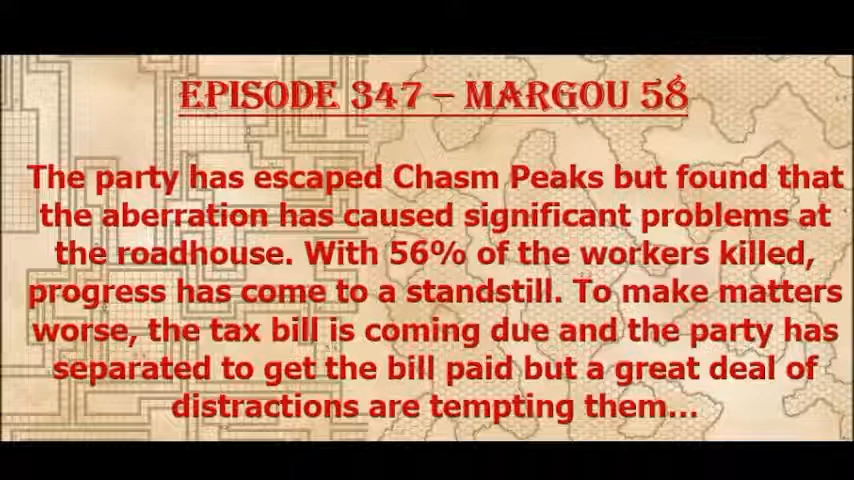 EPISODE 347 – MARGOU 58
The party has escaped Chasm Peaks but found that
the aberration has caused significant problems at
the roadhouse. With 56% of the workers killed,
progress has come to a standstill. To make matters
worse, the tax bill is coming due and the party has
separated to get the bill paid but a great deal of
distractions are tempting them...